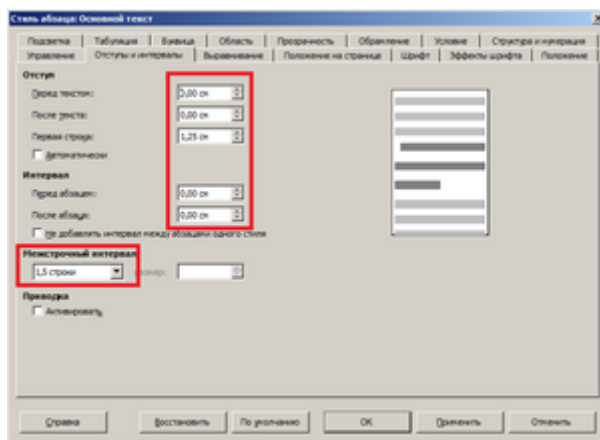 Стиль абзаца: Основной текст
Подсветка Табуляция Буквица Область Прозрачность Обрамление Условие Структура и нумерация
Управление Отступы и интервалы Выравнивание Положение на странице Шрифт Эффекты шрифта Положение
Отступ
Перед текстом: 0,00 см
После текста: 0,00 см
Первая строка: 1,25 см
Автоматически
Интервал
Перед абзацем: 0,00 см
После абзаца: 0,00 см
Не добавлять интервал между абзацами одного стиля
Межстрочный интервал
1,5 строки размер:
Приводка
Активировать
Справка Восстановить По умолчанию OK Применить Отменить